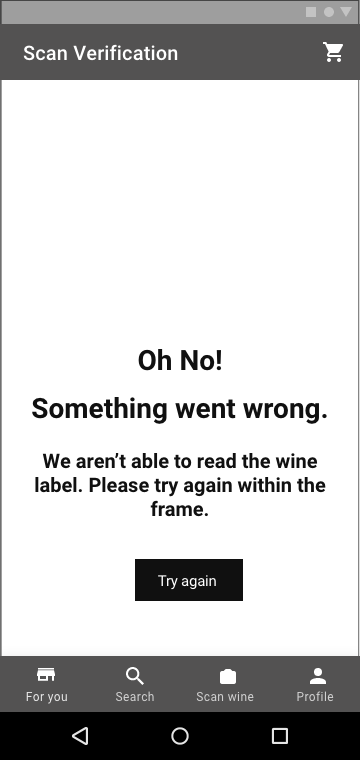 Scan Verification
Oh No!
Something went wrong.
We aren’t able to read the wine
label. Please try again within the
frame.
Try again
For you
Search
Scan wine
Profile